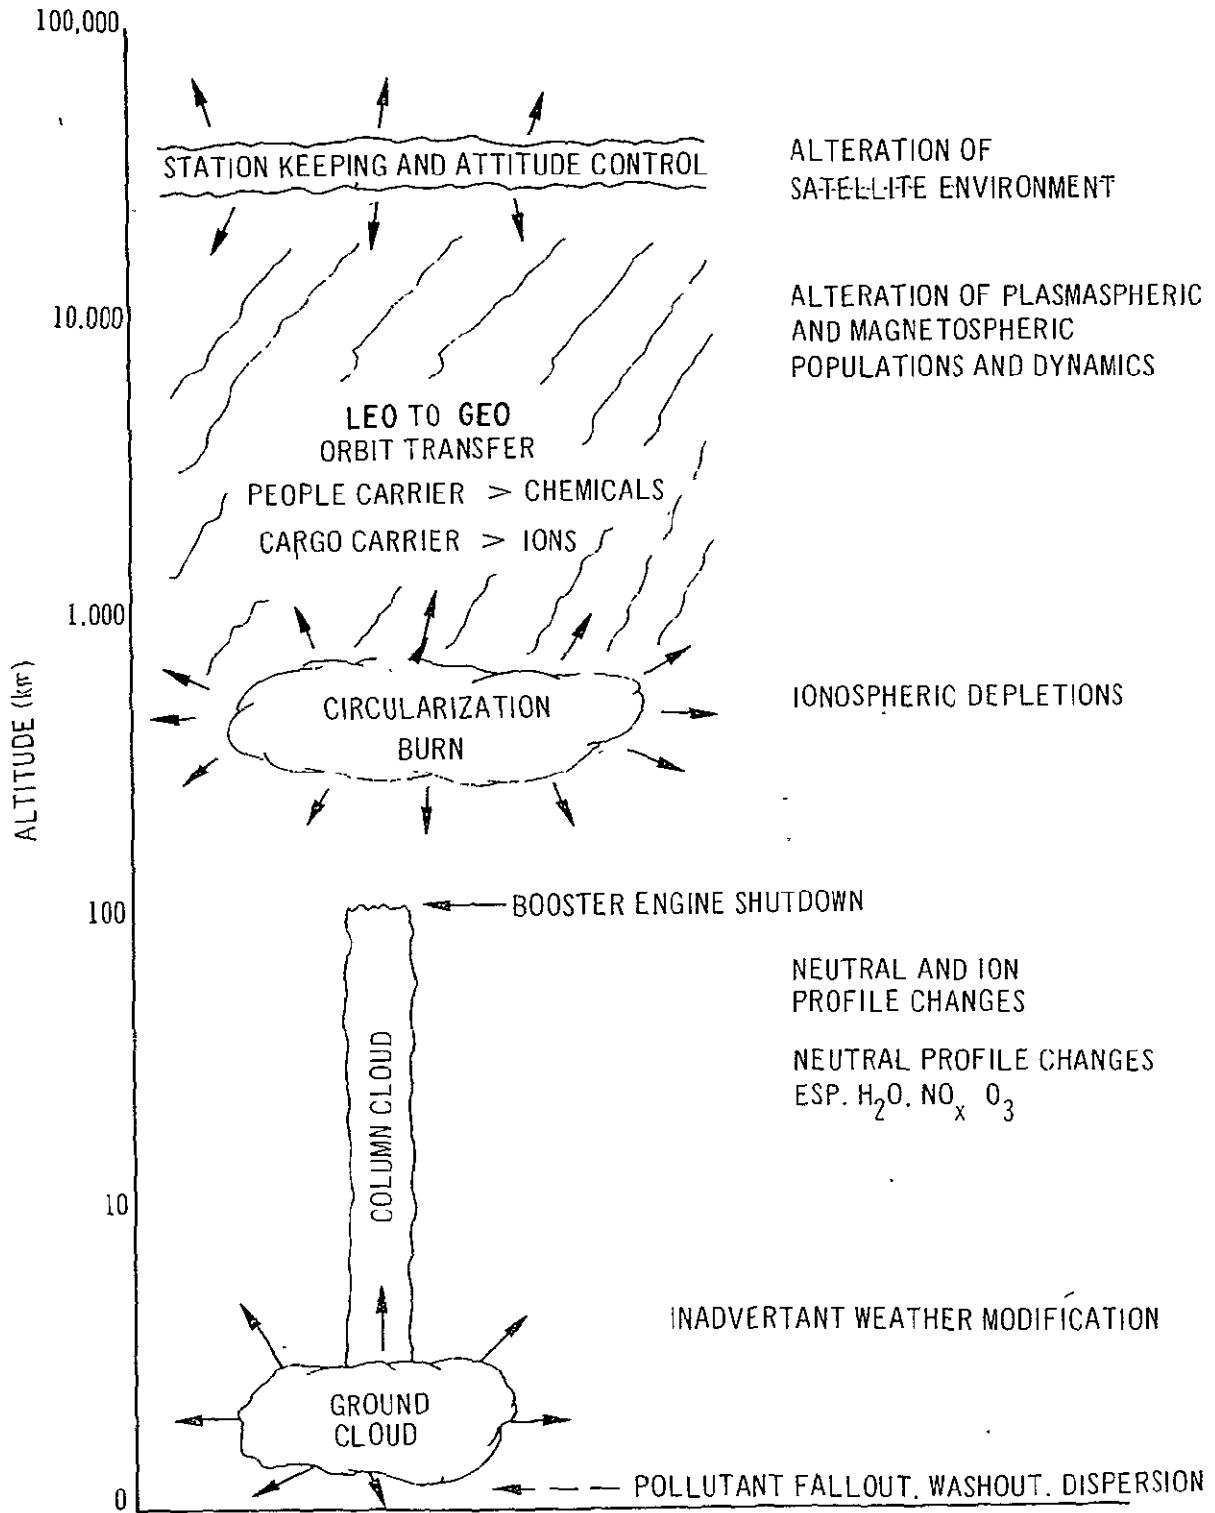 100,000
STATION KEEPING AND ATTITUDE CONTROL
ALTERATION OF
SATELLITE ENVIRONMENT
10.000
ALTERATION OF PLASMASPHERIC
AND MAGNETOSPHERIC
POPULATIONS AND DYNAMICS
LEO TO GEO
ORBIT TRANSFER
PEOPLE CARRIER > CHEMICALS
CARGO CARRIER > IONS
1.000
ALTITUDE (km)
CIRCULARIZATION
BURN
IONOSPHERIC DEPLETIONS
100
BOOSTER ENGINE SHUTDOWN
NEUTRAL AND ION
PROFILE CHANGES
NEUTRAL PROFILE CHANGES
ESP. H₂O. NOₓ O₃
COLUMN CLOUD
10
INADVERTANT WEATHER MODIFICATION
GROUND
CLOUD
0
POLLUTANT FALLOUT. WASHOUT. DISPERSION